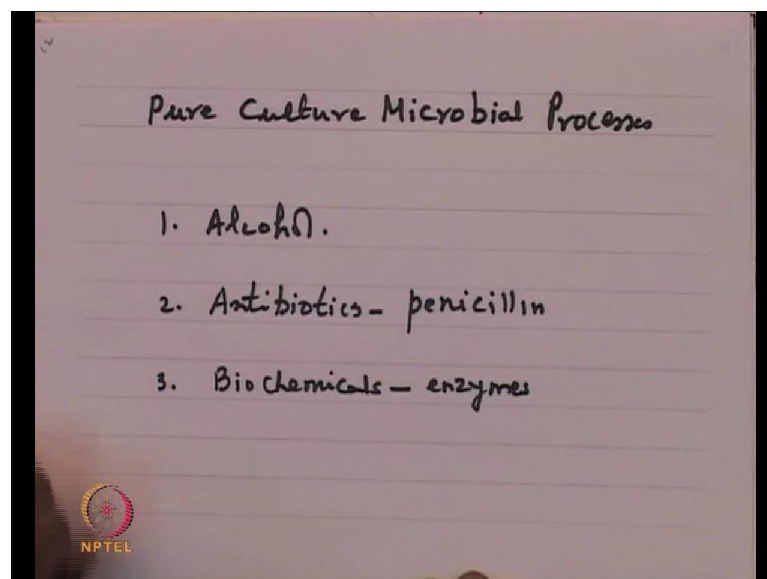 Pure Culture Microbial Processes
1. Alcohol.
2. Antibiotics - penicillin
3. Biochemicals - enzymes
NPTEL